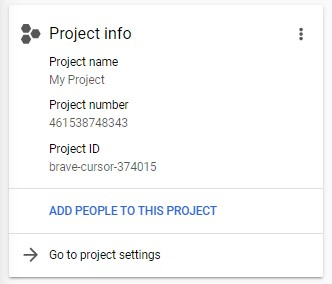 Project info
Project name
My Project
Project number
461538748343
Project ID
brave-cursor-374015
ADD PEOPLE TO THIS PROJECT
Go to project settings